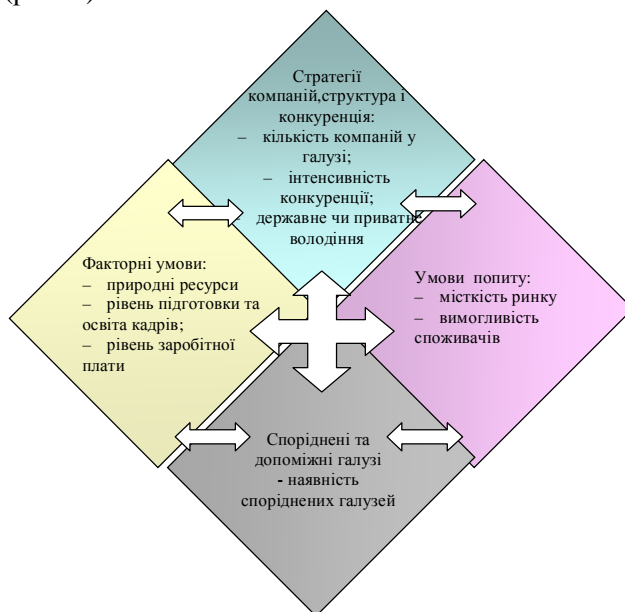 Стратегії
компаній,структура і
конкуренція:
– кількість компаній у
галузі;
– інтенсивність
конкуренції;
державне чи приватне
володіння
Факторні умови:
– природні ресурси
– рівень підготовки та
освіта кадрів;
– рівень заробітної
плати
Умови попиту:
– місткість ринку
– вимогливість
споживачів
Споріднені та
допоміжні галузі
- наявність
споріднених галузей